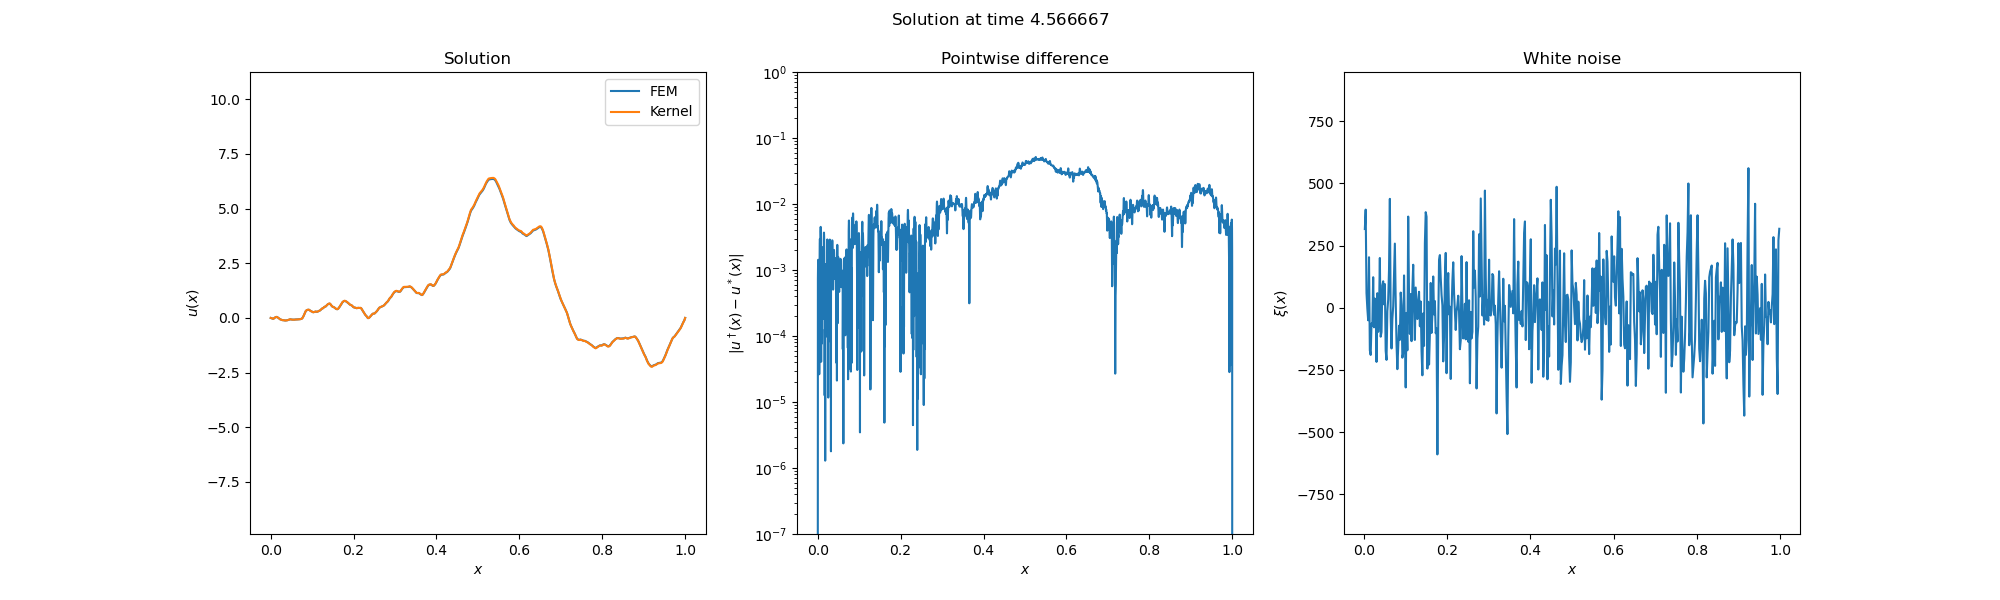 Solution at time 4.566667
Solution
10.0
7.5
5.0
2.5
0.0
−2.5
−5.0
−7.5
u(x)
FEM
Kernel
0.0 0.2 0.4 0.6 0.8 1.0
x
Pointwise difference
10⁰
10⁻¹
10⁻²
10⁻³
10⁻⁴
10⁻⁵
10⁻⁶
10⁻⁷
|u†(x) − u*(x)|
0.0 0.2 0.4 0.6 0.8 1.0
x
White noise
750
500
250
0
−250
−500
−750
ξ(x)
0.0 0.2 0.4 0.6 0.8 1.0
x